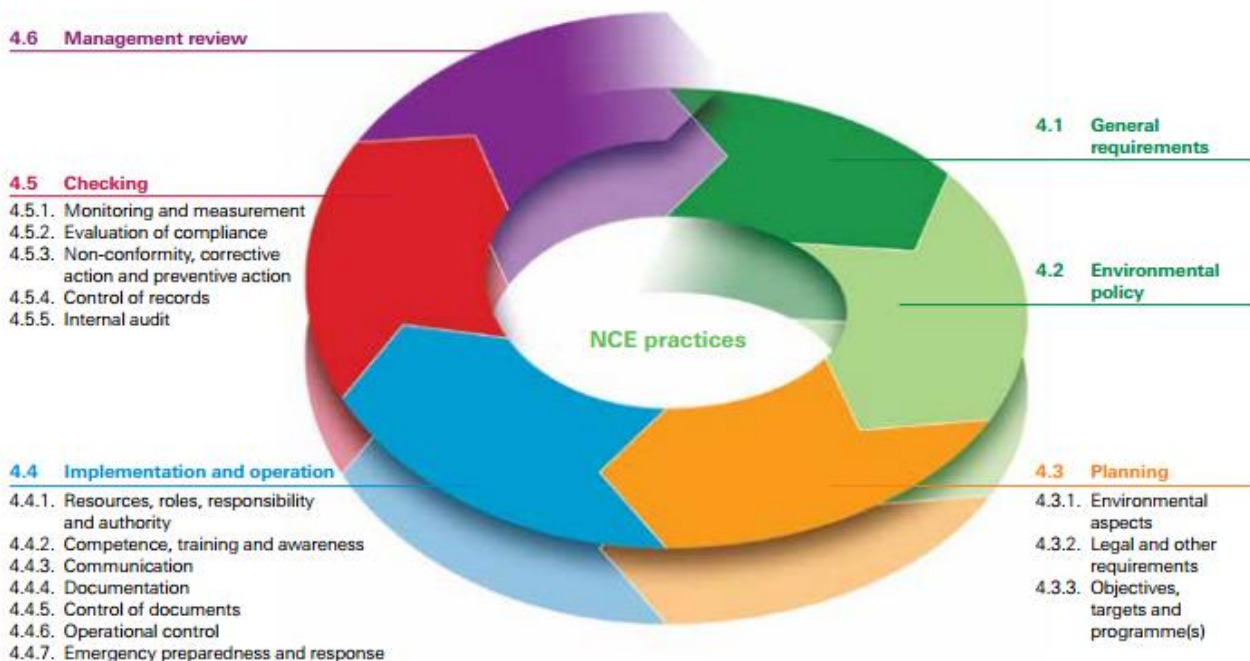 4.6 Management review
4.1 General
requirements
4.5 Checking
4.5.1. Monitoring and measurement
4.5.2. Evaluation of compliance
4.5.3. Non-conformity, corrective
action and preventive action
4.5.4. Control of records
4.5.5. Internal audit
4.2 Environmental
policy
NCE practices
4.4 Implementation and operation
4.4.1. Resources, roles, responsibility
and authority
4.4.2. Competence, training and awareness
4.4.3. Communication
4.4.4. Documentation
4.4.5. Control of documents
4.4.6. Operational control
4.4.7. Emergency preparedness and response
4.3 Planning
4.3.1. Environmental
aspects
4.3.2. Legal and other
requirements
4.3.3. Objectives,
targets and
programme(s)